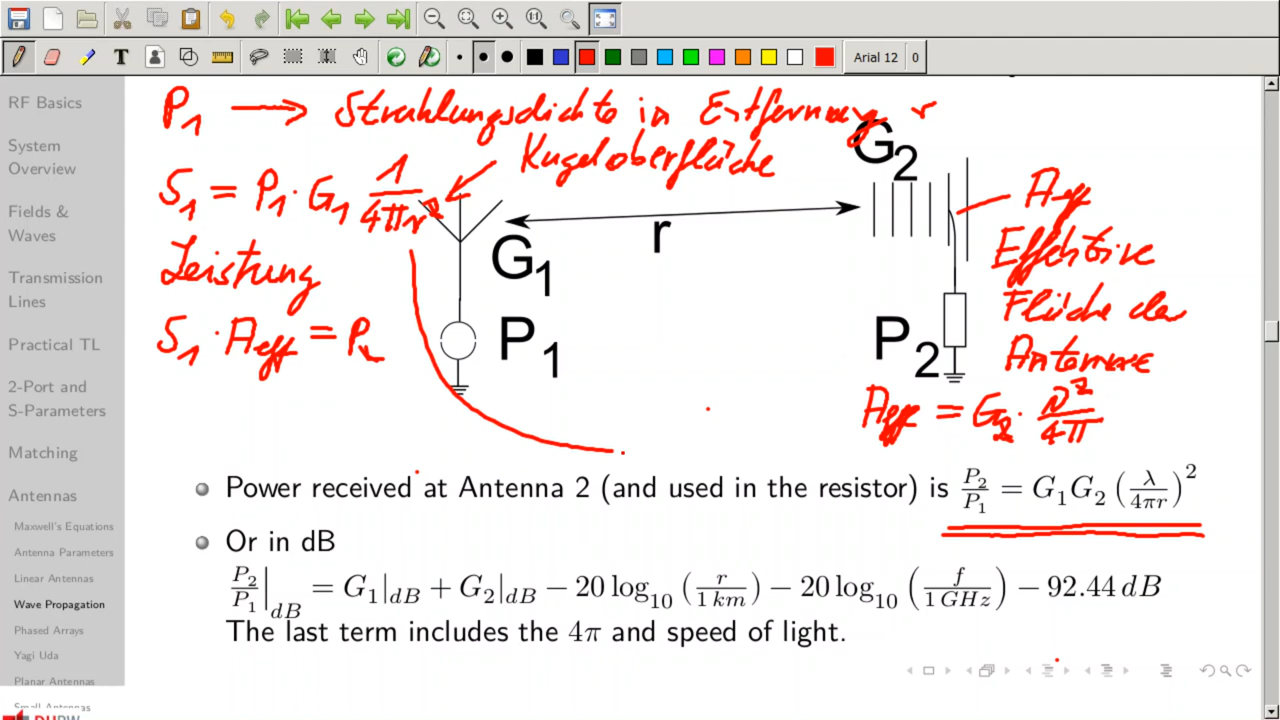 Arial 12 0
RF Basics
System
Overview
Fields &
Waves
Transmission
Lines
Practical TL
2-Port and
S-Parameters
Matching
Antennas
Maxwell's Equations
Antenna Parameters
Linear Antennas
Wave Propagation
Phased Arrays
Yagi Uda
Planar Antennas
Small Antennas
DHBW
P₁ → Strahlungsdichte in Entfernung r
Kugeloberfläche
S₁ = P₁ · G₁ 1/(4πr²)
Leistung
S₁ · Aeff = P₂
G₁
P₁
r
G₂
P₂
Aeff
Effektive
Fläche der
Antenne
Aeff = G₂ · λ²/4π
Power received at Antenna 2 (and used in the resistor) is P₂/P₁ = G₁G₂ (λ/4πr)²
Or in dB
P₂/P₁|dB = G₁|dB + G₂|dB − 20 log₁₀ (r/1 km) − 20 log₁₀ (f/1 GHz) − 92.44 dB
The last term includes the 4π and speed of light.